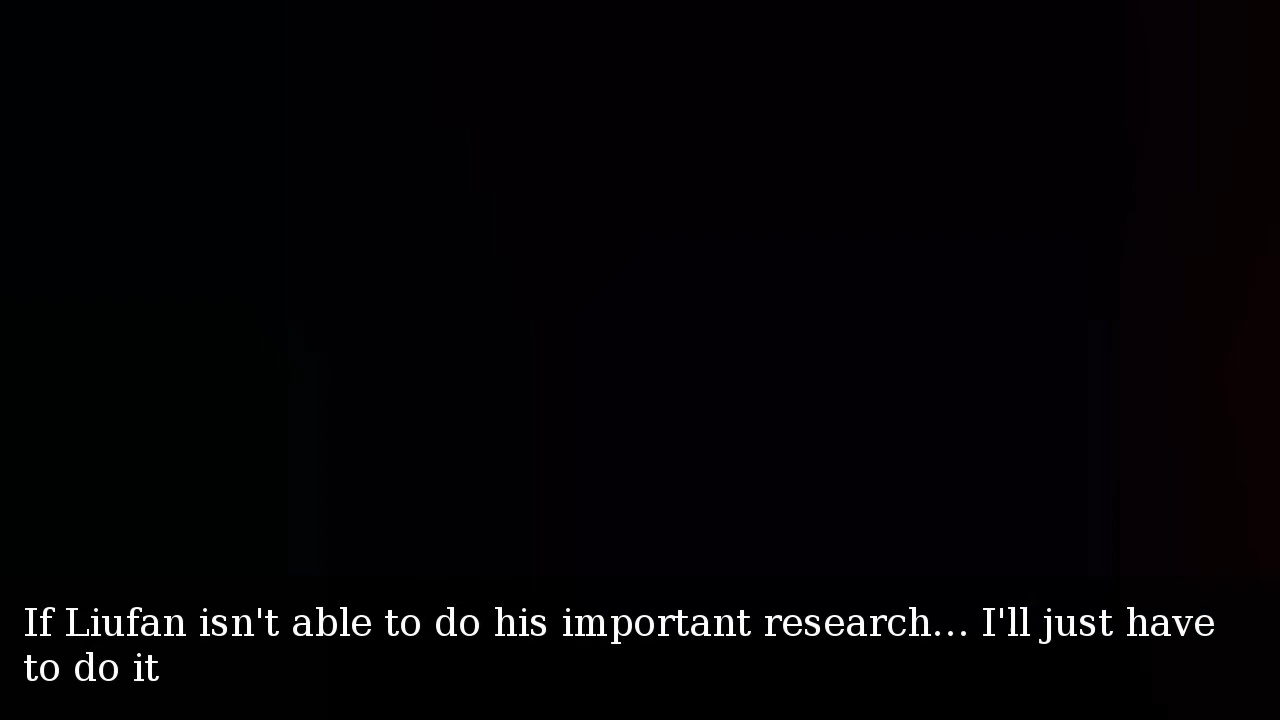 If Liufan isn't able to do his important research... I'll just have
to do it